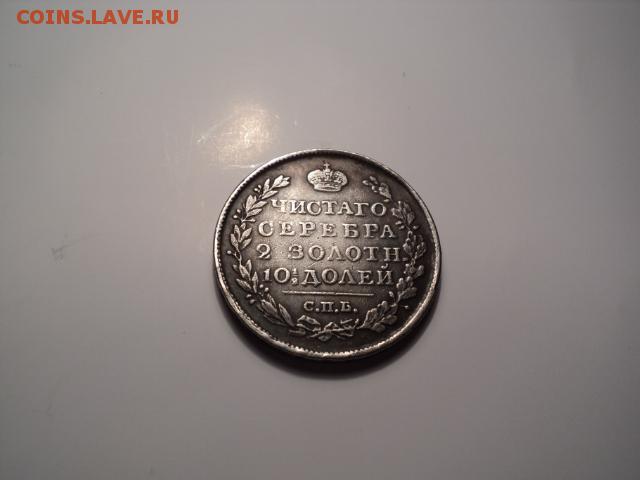 COINS.LAVE.RU
ЧИСТАГО
СЕРЕБРА
2 ЗОЛОТН
10½ ДОЛЕЙ
С.П.Б.